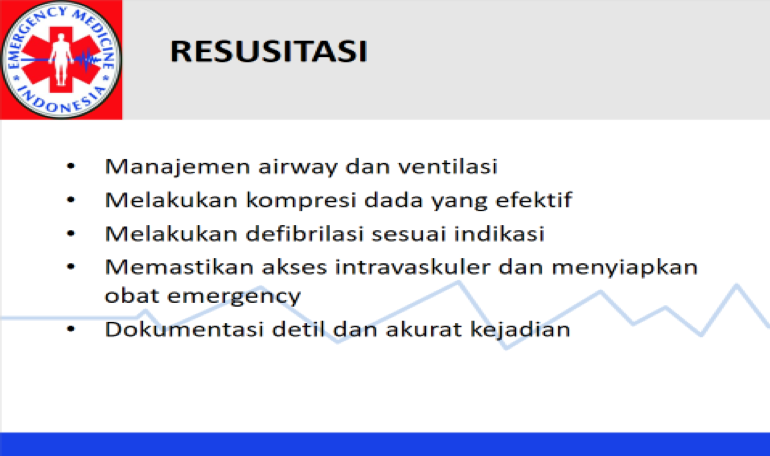 EMERGENCY MEDICINE
INDONESIA
RESUSITASI
• Manajemen airway dan ventilasi
• Melakukan kompresi dada yang efektif
• Melakukan defibrilasi sesuai indikasi
• Memastikan akses intravaskuler dan menyiapkan
obat emergency
• Dokumentasi detil dan akurat kejadian